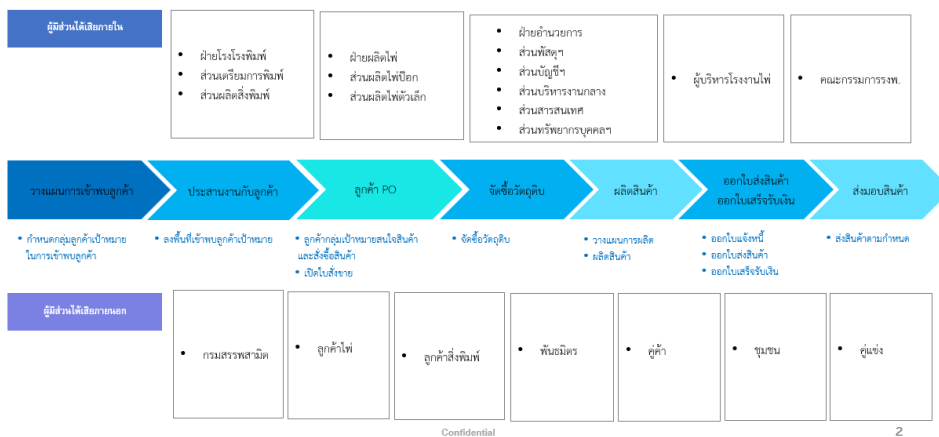 ผู้มีส่วนได้เสียภายใน
• ฝ่ายโรงโรงพิมพ์
• ส่วนเตรียมการพิมพ์
• ส่วนผลิตสิ่งพิมพ์
• ฝ่ายผลิตไพ่
• ส่วนผลิตไพ่ป๊อก
• ส่วนผลิตไพ่ตัวเล็ก
• ฝ่ายอำนวยการ
• ส่วนพัสดุฯ
• ส่วนบัญชีฯ
• ส่วนบริหารงานกลาง
• ส่วนสารสนเทศ
• ส่วนทรัพยากรบุคคลฯ
• ผู้บริหารโรงงานไพ่
• คณะกรรมการรงพ.
วางแผนการเข้าพบลูกค้า
ประสานงานกับลูกค้า
ลูกค้า PO
จัดซื้อวัตถุดิบ
ผลิตสินค้า
ออกใบส่งสินค้า
ออกใบเสร็จรับเงิน
ส่งมอบสินค้า
• กำหนดกลุ่มลูกค้าเป้าหมาย
ในการเข้าพบลูกค้า
• ลงพื้นที่เข้าพบลูกค้าเป้าหมาย
• ลูกค้ากลุ่มเป้าหมายสนใจสินค้า
และสั่งซื้อสินค้า
• เปิดใบสั่งขาย
• จัดซื้อวัตถุดิบ
• วางแผนการผลิต
• ผลิตสินค้า
• ออกใบแจ้งหนี้
• ออกใบส่งสินค้า
• ออกใบเสร็จรับเงิน
• ส่งสินค้าตามกำหนด
ผู้มีส่วนได้เสียภายนอก
• กรมสรรพสามิต
• ลูกค้าไพ่
• ลูกค้าสิ่งพิมพ์
• พันธมิตร
• คู่ค้า
• ชุมชน
• คู่แข่ง
Confidential
2